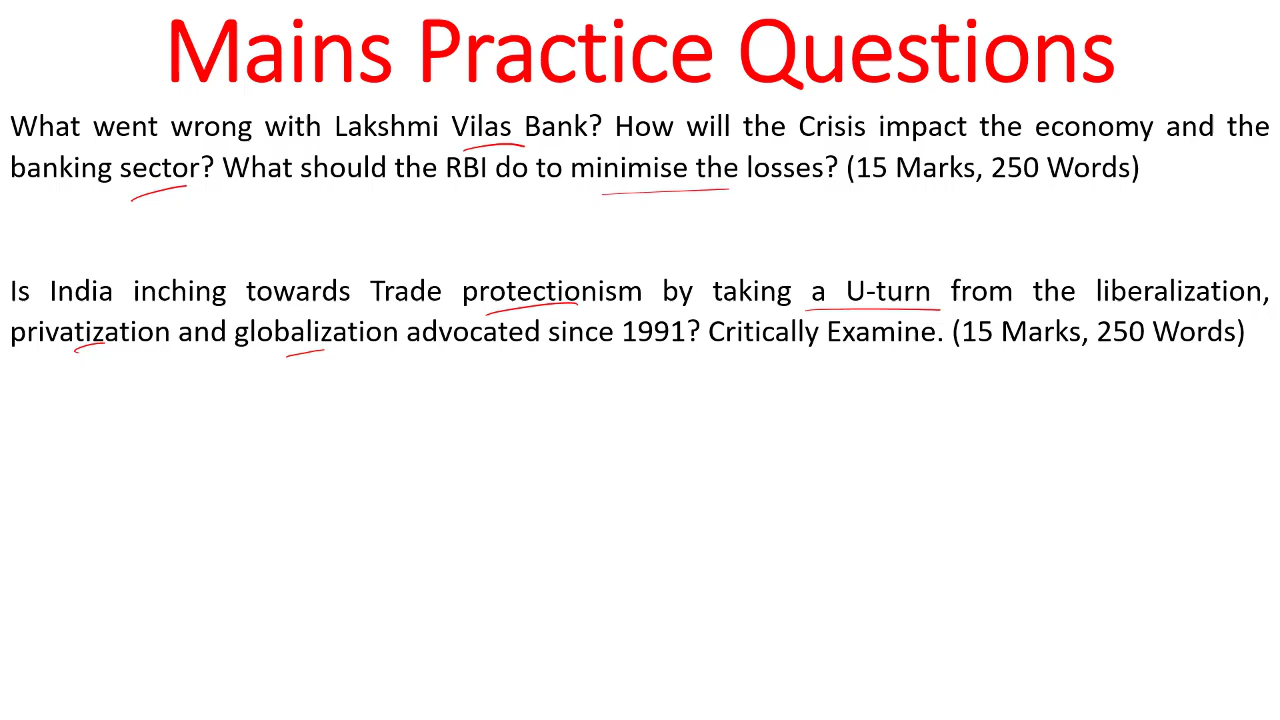 Mains Practice Questions
What went wrong with Lakshmi Vilas Bank? How will the Crisis impact the economy and the
banking sector? What should the RBI do to minimise the losses? (15 Marks, 250 Words)
Is India inching towards Trade protectionism by taking a U-turn from the liberalization,
privatization and globalization advocated since 1991? Critically Examine. (15 Marks, 250 Words)